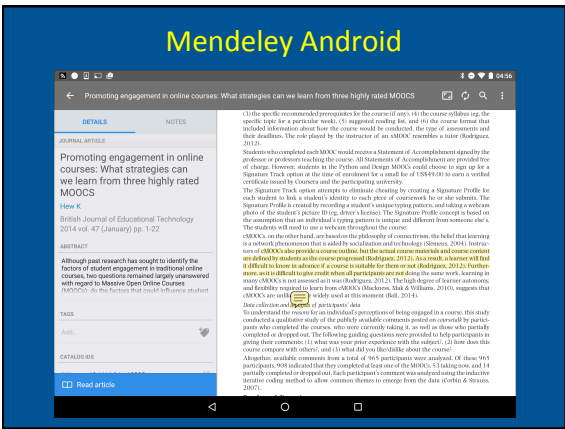 Mendeley Android
04:56
Promoting engagement in online courses: What strategies can we learn from three highly rated MOOCS
DETAILS
NOTES
JOURNAL ARTICLE
Promoting engagement in online
courses: What strategies can
we learn from three highly rated
MOOCS
Hew K
British Journal of Educational Technology
2014 vol. 47 (January) pp. 1-22
ABSTRACT
Although past research has sought to identify the
factors of student engagement in traditional online
courses, two questions remained largely unanswered
with regard to Massive Open Online Courses
(MOOCs): do the factors that could influence student
TAGS
Add...
CATALOG IDS
Read article
(1) the specific recommended prerequisites for the course (if any), (4) the course syllabus (eg, the
specific topic for a particular week), (5) suggested reading list, and (6) the course format that
included information about how the course would be conducted, the type of assessments and
their deadlines. The role played by the instructor of an xMOOC resembles a tutor (Rodriguez,
2012).
Students who completed each MOOC would receive a Statement of Accomplishment signed by the
professor or professors teaching the course. All Statements of Accomplishment are provided free
of charge. However, students in the Python and Design MOOCs could choose to sign up for a
Signature Track option at the time of enrolment for a small fee of US$49.00 to earn a verified
certificate issued by Coursera and the participating university.
The Signature Track option attempts to eliminate cheating by creating a Signature Profile for
each student to link a student's identity to each piece of coursework he or she submits. The
Signature Profile is created by recording a student's unique typing pattern, and taking a webcam
photo of the student's picture ID (eg, driver's license). The Signature Profile concept is based on
the assumption that an individual's typing pattern is unique and different from someone else's.
The students will need to use a webcam throughout the course.
cMOOCs, on the other hand, are based on the philosophy of connectivism, the belief that learning
is a network phenomenon that is aided by socialization and technology (Siemens, 2004). Instruc-
tors of cMOOCs also provide a course outline, but the actual course materials and course content
are defined by students as the course progressed (Rodriguez, 2012). As a result, a learner will find
it difficult to know in advance if a course is suitable for them or not (Rodriguez, 2012). Further-
more, as it is difficult to give credit when all participants are not doing the same work, learning in
many cMOOCs is not assessed as it was (Rodriguez, 2012). The high degree of learner autonomy,
and flexibility required to learn from cMOOCs (Mackness, Mak & Williams, 2010), suggests that
cMOOCs are unlik widely used at this moment (Bali, 2014).
Data collection and of participants' data
To understand the reasons for an individual's perceptions of being engaged in a course, this study
conducted a qualitative study of the publicly available comments posted on coursetalk by partici-
pants who completed the courses, who were currently taking it, as well as those who partially
completed or dropped out. The following guiding questions were provided to help participants in
giving their comments: (1) what was your prior experience with the subject/, (2) how does this
course compare with others/, and (3) what did you like/dislike about the course?
Altogether, available comments from a total of 965 participants were analyzed. Of these 965
participants, 908 indicated that they completed at least one of the MOOCs, 53 taking now, and 14
partially completed or dropped out. Each participant's comment was analyzed using the inductive
iterative coding method to allow common themes to emerge from the data (Corbin & Strauss,
2007).